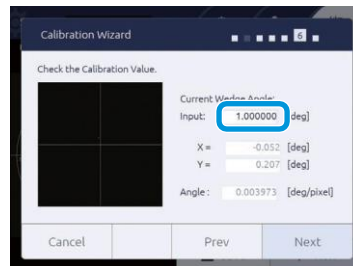 Calibration Wizard
6
Check the Calibration Value.
Current Wedge Angle:
Input: 1.000000 [deg]
X = -0.052 [deg]
Y = 0.207 [deg]
Angle : 0.003973 [deg/pixel]
Cancel Prev Next